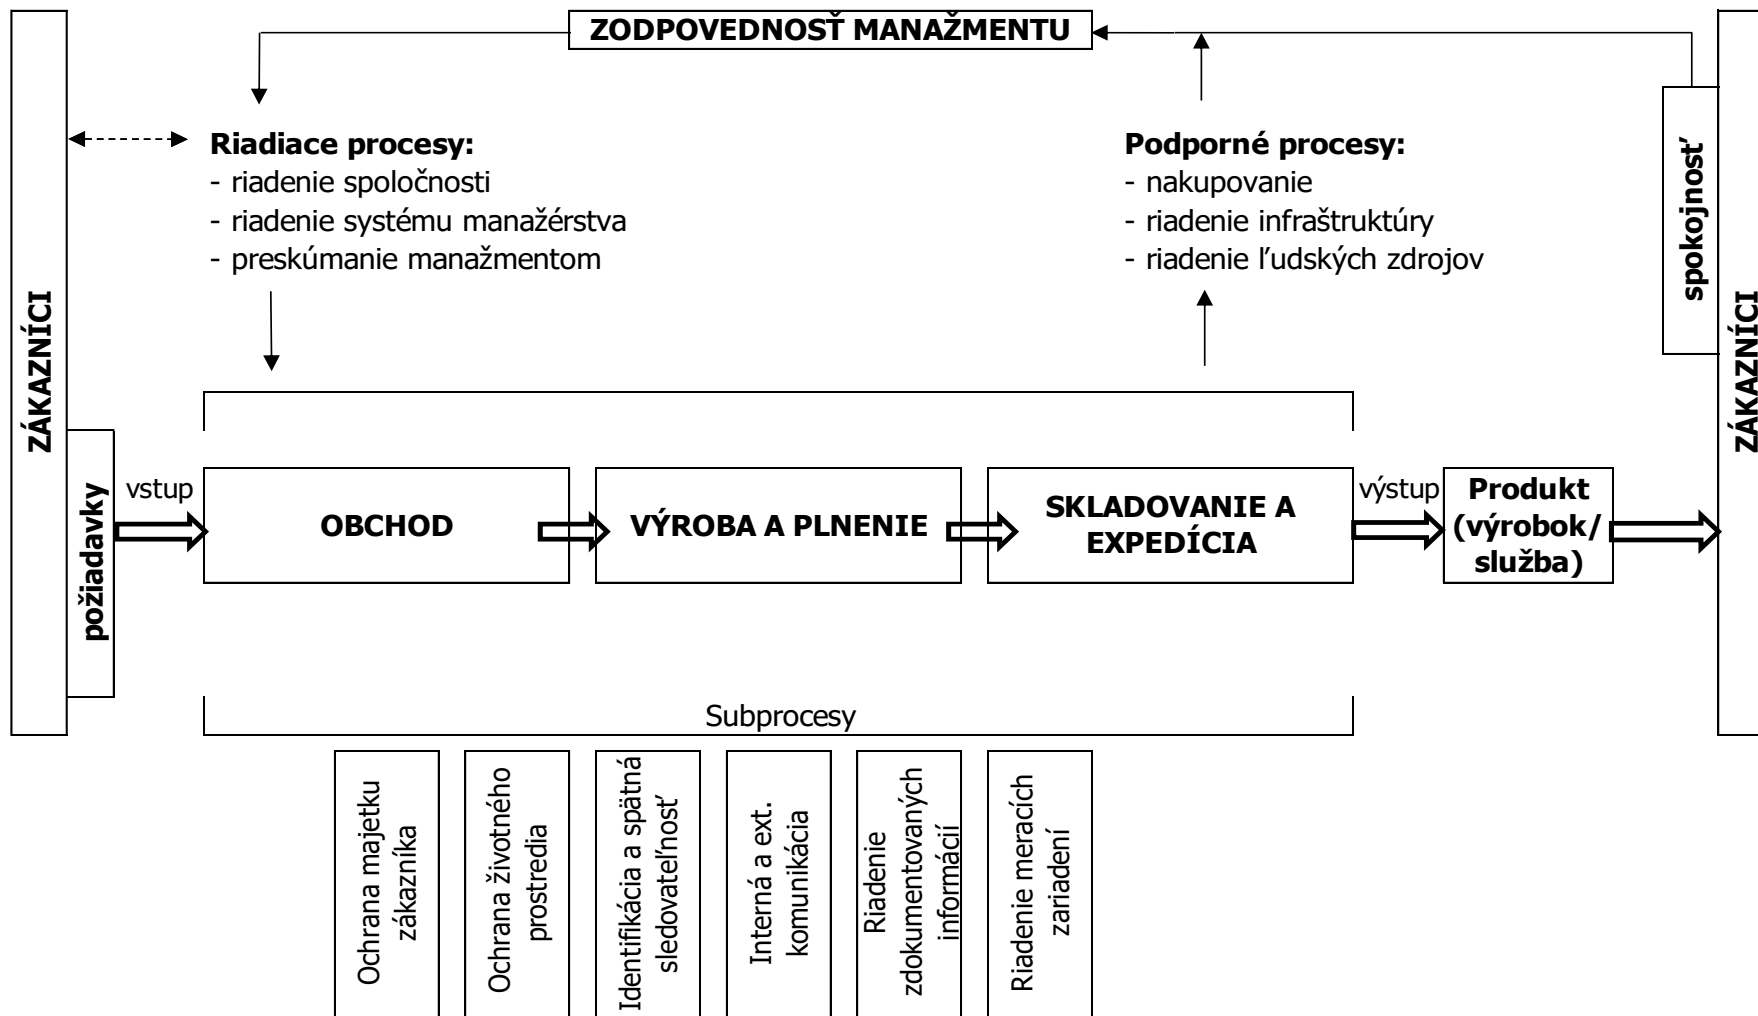 ZODPOVEDNOSŤ MANAŽMENTU
ZÁKAZNÍCI
požiadavky
Riadiace procesy:
- riadenie spoločnosti
- riadenie systému manažérstva
- preskúmanie manažmentom
Podporné procesy:
- nakupovanie
- riadenie infraštruktúry
- riadenie ľudských zdrojov
spokojnosť
ZÁKAZNÍCI
vstup
OBCHOD
VÝROBA A PLNENIE
SKLADOVANIE A
EXPEDÍCIA
výstup
Produkt
(výrobok/
služba)
Subprocesy
Ochrana majetku
zákazníka
Ochrana životného
prostredia
Identifikácia a spätná
sledovateľnosť
Interná a ext.
komunikácia
Riadenie
zdokumentovaných
informácií
Riadenie meracích
zariadení